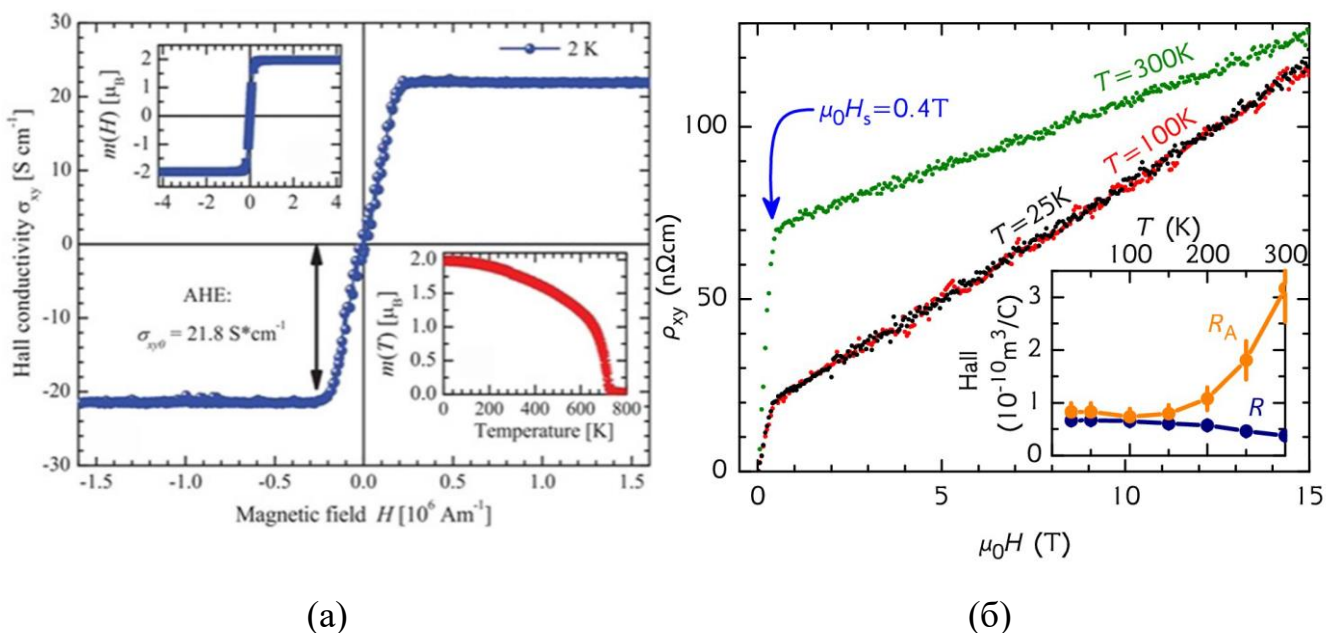 30
20
10
0
-10
-20
-30
-1.5 -1.0 -0.5 0.0 0.5 1.0 1.5
Hall conductivity σxy [S cm⁻¹]
Magnetic field H [10⁶ Am⁻¹]
2 K
m(H) [μB]
2
1
0
-1
-2
-4 -2 0 2 4
AHE:
σxy0 = 21.8 S*cm⁻¹
m(T) [μB]
2.0
1.5
1.0
0.5
0.0
0 200 400 600 800
Temperature [K]
(а)
ρxy (nΩcm)
100
50
0
0 5 10 15
μ₀H (T)
μ₀Hs=0.4T
T=300K
T=100K
T=25K
T (K)
100 200 300
Hall
(10⁻¹⁰m³/C)
3
2
1
0
RA
R
(б)